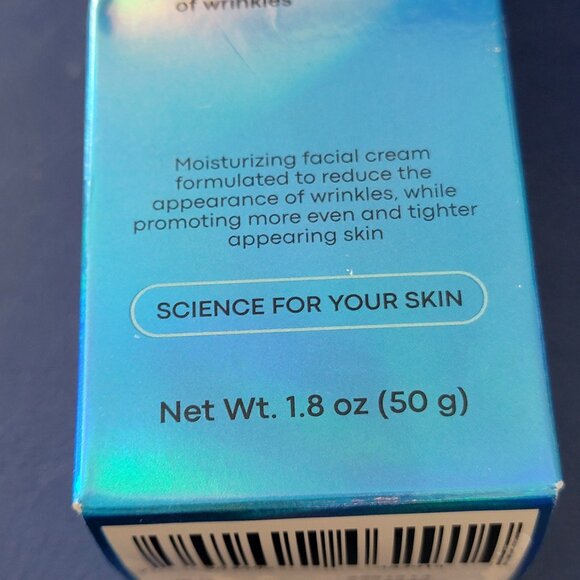 of wrinkles
Moisturizing facial cream
formulated to reduce the
appearance of wrinkles, while
promoting more even and tighter
appearing skin
SCIENCE FOR YOUR SKIN
Net Wt. 1.8 oz (50 g)